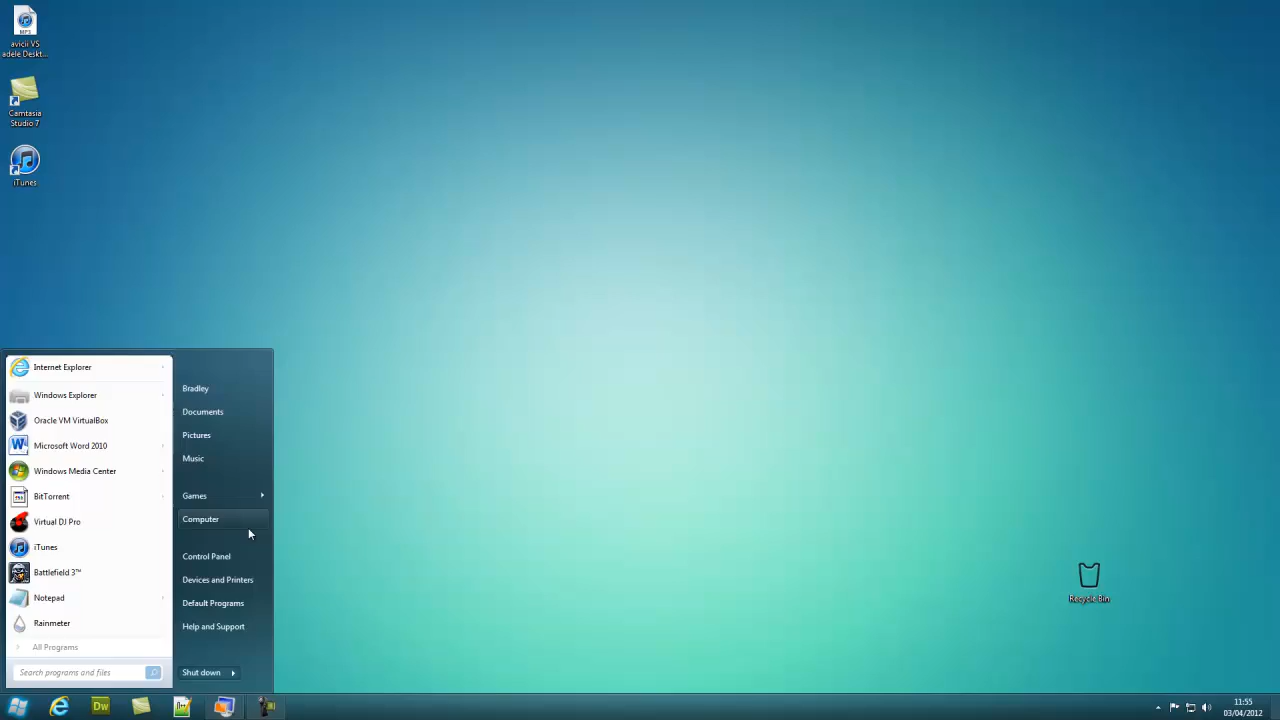 MP3
avicii VS
adele Deskt...
Camtasia
Studio 7
iTunes
Internet Explorer
Windows Explorer
Oracle VM VirtualBox
Microsoft Word 2010
Windows Media Center
BitTorrent
Virtual DJ Pro
iTunes
Battlefield 3™
Notepad
Rainmeter
All Programs
Search programs and files
Bradley
Documents
Pictures
Music
Games
Computer
Control Panel
Devices and Printers
Default Programs
Help and Support
Shut down
Recycle Bin
Dw
11:55
03/04/2012